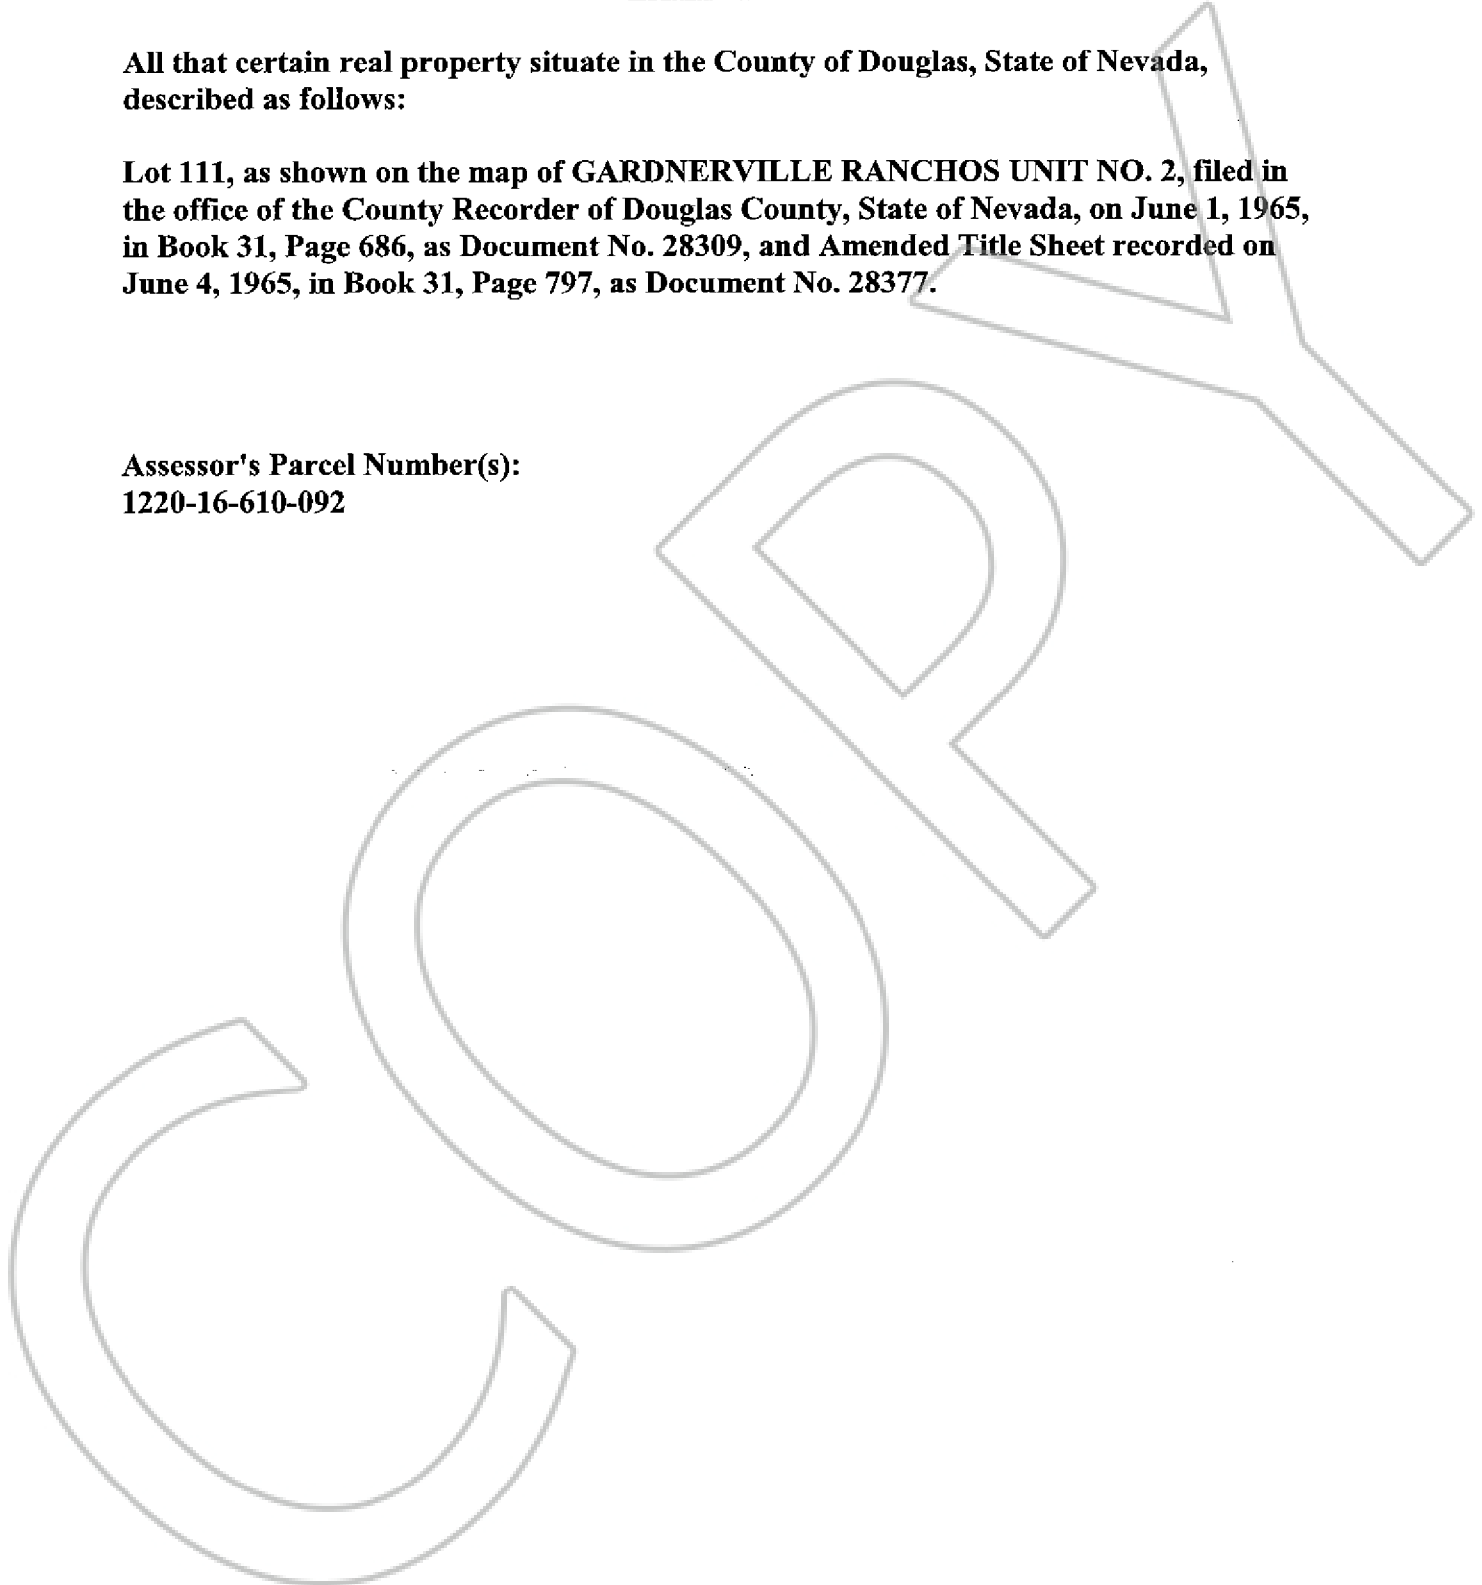 All that certain real property situate in the County of Douglas, State of Nevada,
described as follows:
Lot 111, as shown on the map of GARDNERVILLE RANCHOS UNIT NO. 2, filed in
the office of the County Recorder of Douglas County, State of Nevada, on June 1, 1965,
in Book 31, Page 686, as Document No. 28309, and Amended Title Sheet recorded on
June 4, 1965, in Book 31, Page 797, as Document No. 28377.
Assessor's Parcel Number(s):
1220-16-610-092
COPY